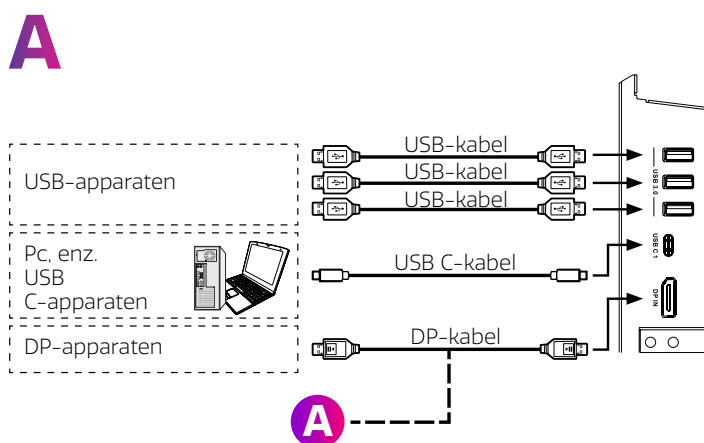 A
USB-kabel
USB-kabel
USB-kabel
USB-apparaten
USB 3.0
Pc, enz.
USB
C-apparaten
USB C-kabel
USB C 1
DP IN
DP-apparaten
DP-kabel
A